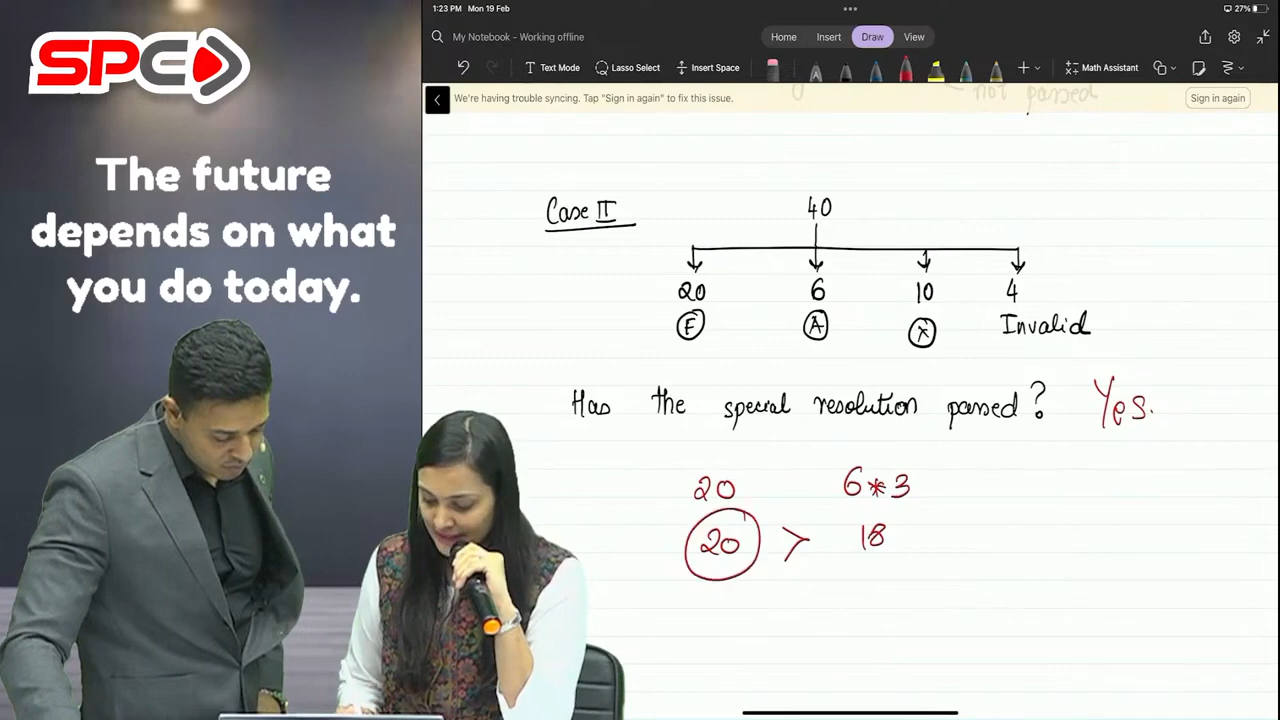 SPE
The future
depends on what
you do today.
1:23 PM Mon 19 Feb
27%
My Notebook - Working offline
Home Insert Draw View
Text Mode Lasso Select Insert Space Math Assistant
We're having trouble syncing. Tap "Sign in again" to fix this issue. Sign in again
not passed
Case II 40
20 6 10 4
F A X Invalid
Has the special resolution passed? Yes.
20 6*3
20 > 18